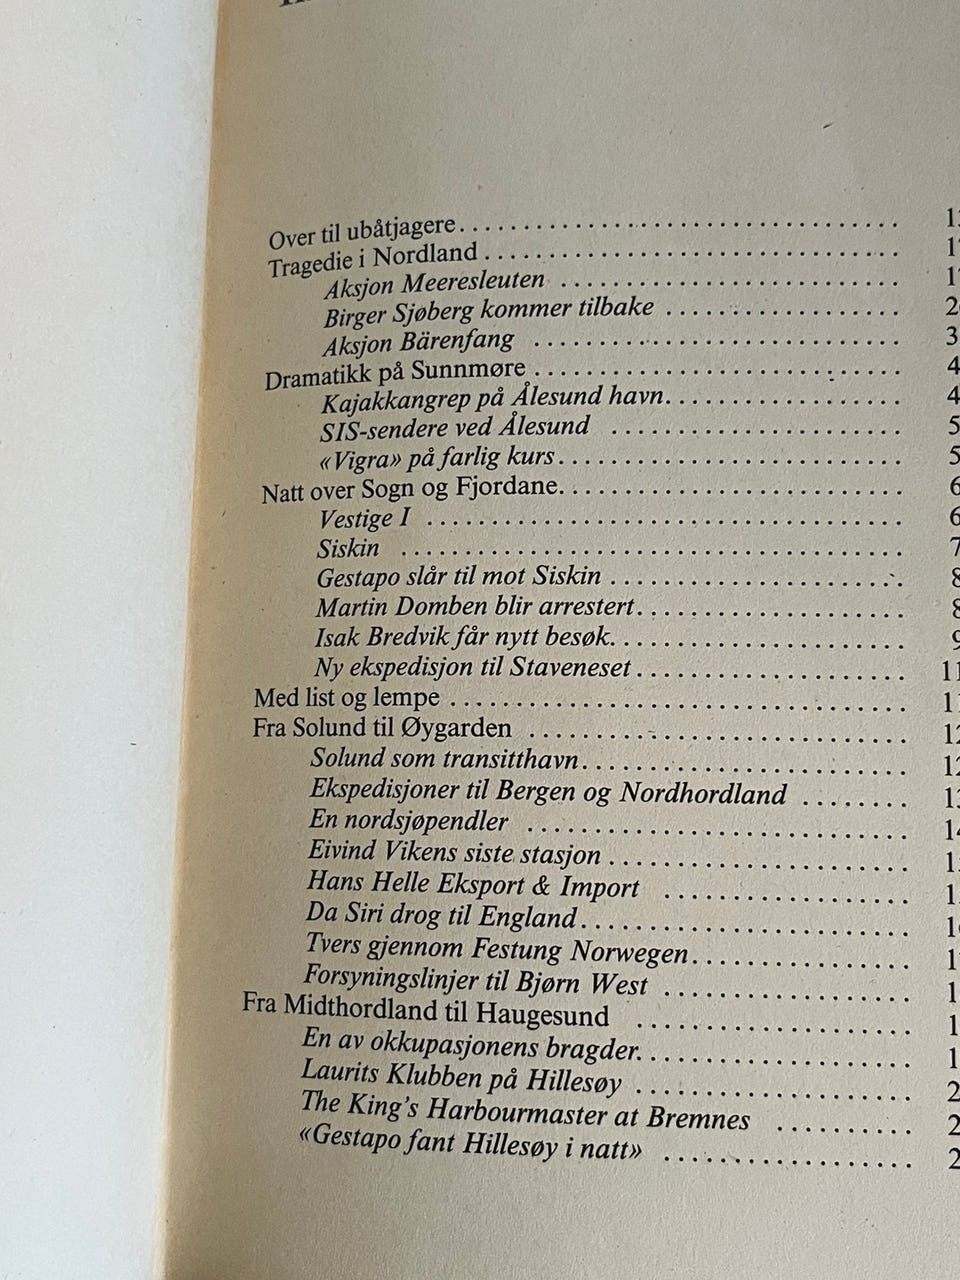 Over til ubåtjagere
Tragedie i Nordland
Aksjon Meeresleuten
Birger Sjøberg kommer tilbake
Aksjon Bärenfang
Dramatikk på Sunnmøre
Kajakkangrep på Ålesund havn
SIS-sendere ved Ålesund
«Vigra» på farlig kurs
Natt over Sogn og Fjordane
Vestige I
Siskin
Gestapo slår til mot Siskin
Martin Domben blir arrestert
Isak Bredvik får nytt besøk
Ny ekspedisjon til Staveneset
Med list og lempe
Fra Solund til Øygarden
Solund som transitthavn
Ekspedisjoner til Bergen og Nordhordland
En nordsjøpendler
Eivind Vikens siste stasjon
Hans Helle Eksport & Import
Da Siri drog til England
Tvers gjennom Festung Norwegen
Forsyningslinjer til Bjørn West
Fra Midthordland til Haugesund
En av okkupasjonens bragder
Laurits Klubben på Hillesøy
The King's Harbourmaster at Bremnes
«Gestapo fant Hillesøy i natt»